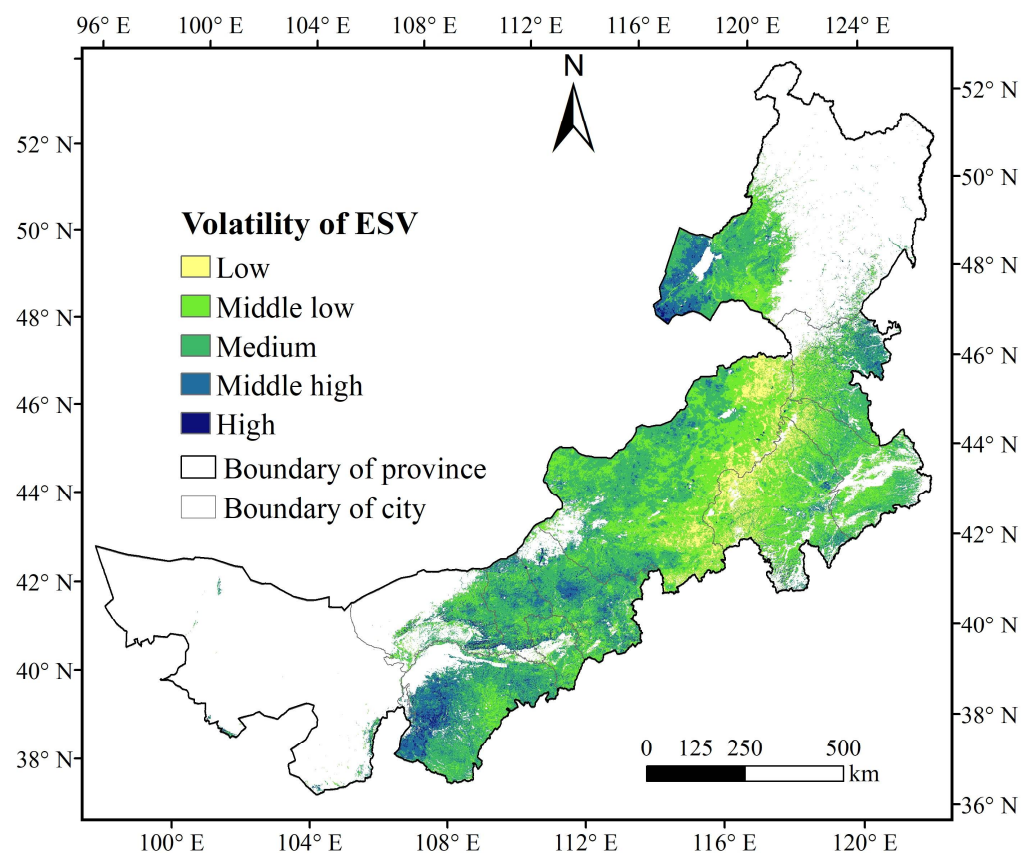 96° E 100° E 104° E 108° E 112° E 116° E 120° E 124° E
N
52° N
52° N
50° N
50° N
48° N
48° N
46° N
46° N
44° N
44° N
42° N
42° N
40° N
40° N
38° N
38° N
36° N
Volatility of ESV
Low
Middle low
Medium
Middle high
High
Boundary of province
Boundary of city
0 125 250 500
km
100° E 104° E 108° E 112° E 116° E 120° E